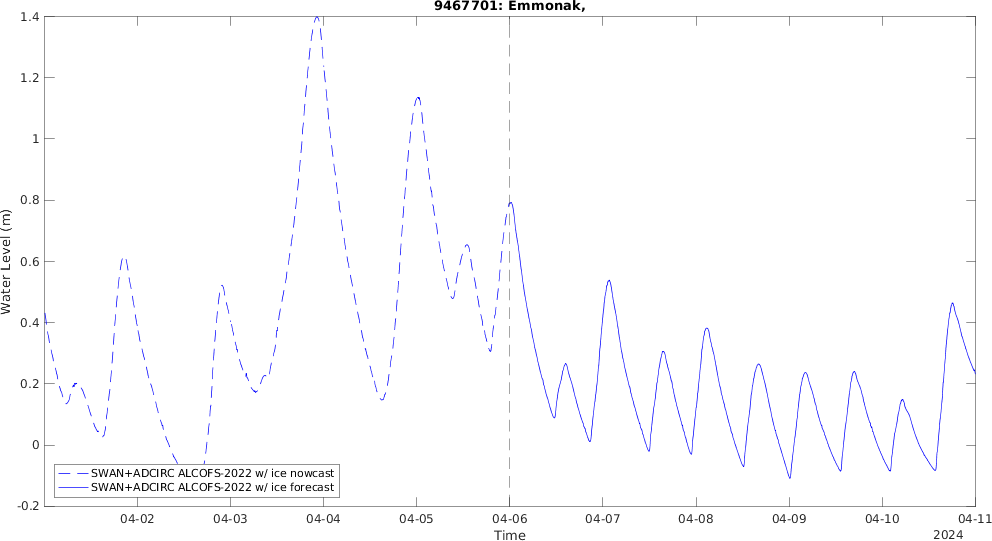 9467701: Emmonak,
1.4
1.2
1
0.8
0.6
0.4
0.2
0
-0.2
Water Level (m)
SWAN+ADCIRC ALCOFS-2022 w/ ice nowcast
SWAN+ADCIRC ALCOFS-2022 w/ ice forecast
04-02 04-03 04-04 04-05 04-06 04-07 04-08 04-09 04-10 04-11
Time
2024